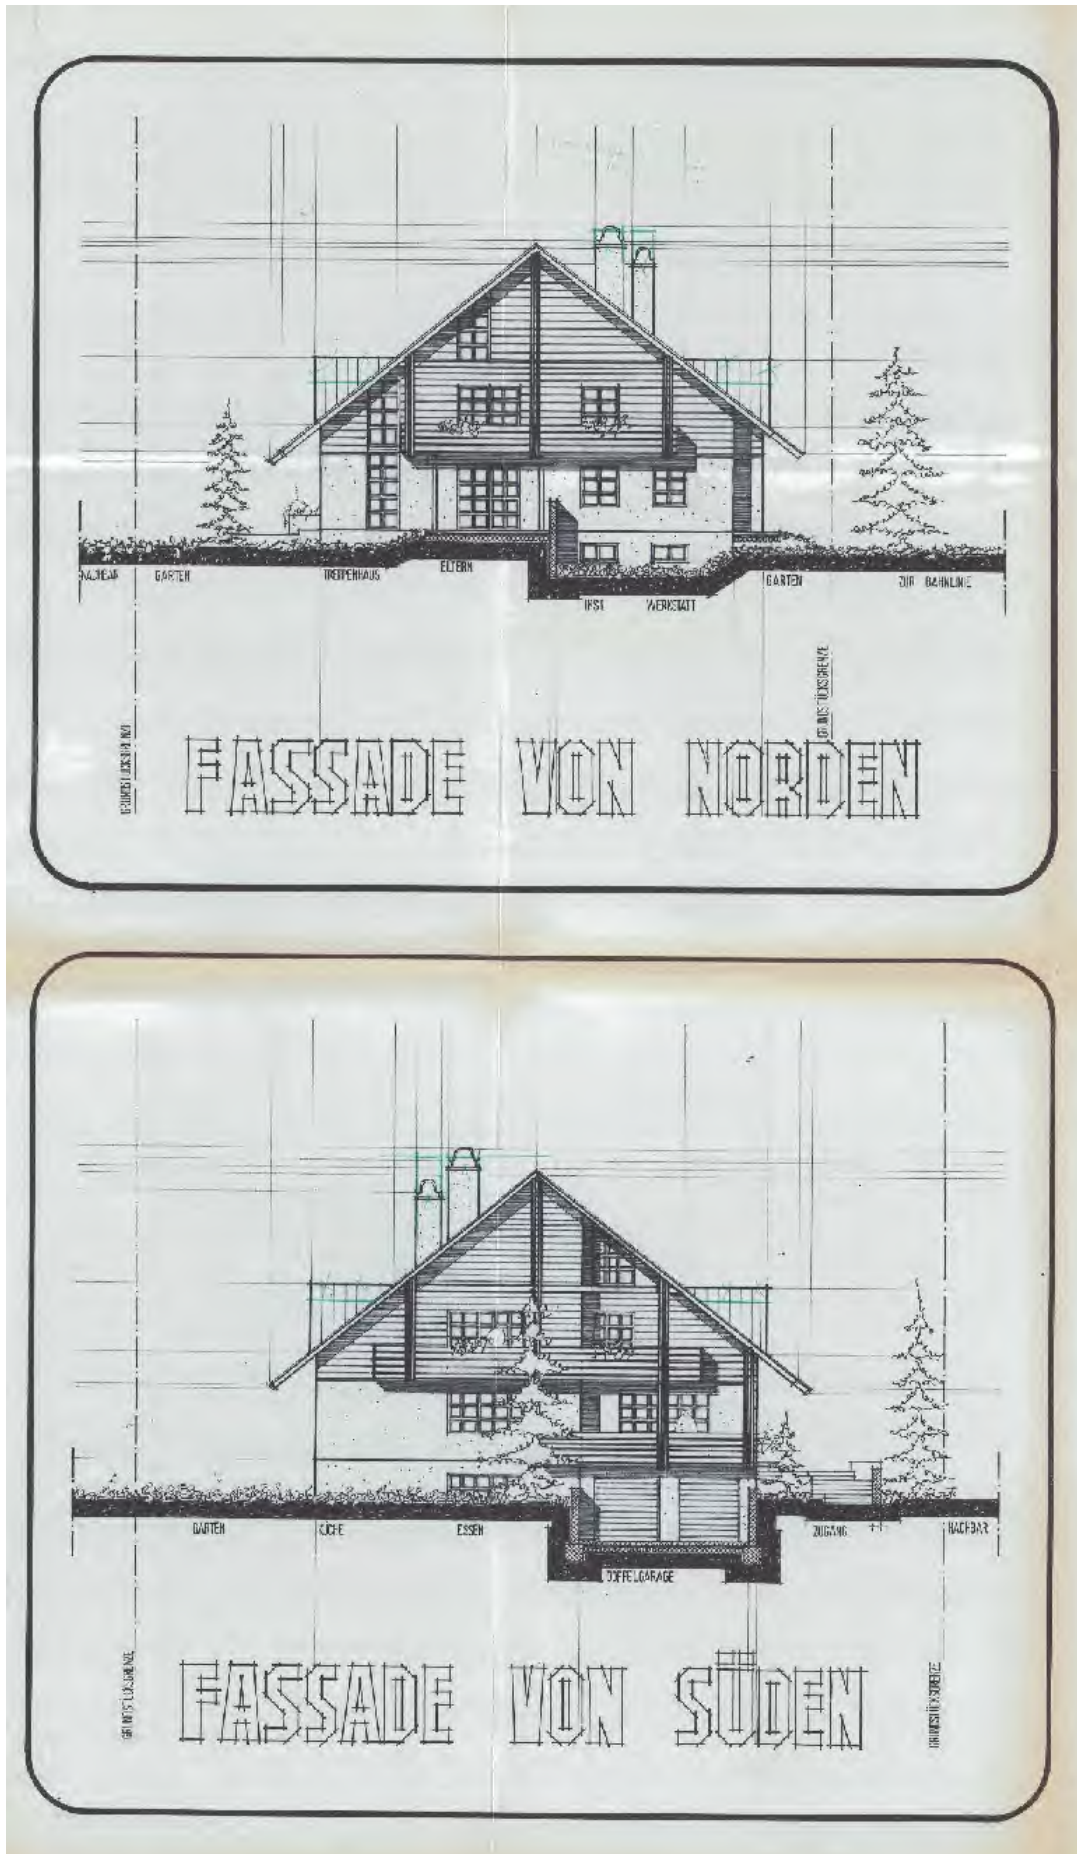 NACHBAR GARTEN TREPPENHAUS ELTERN GARTEN ZUR BAHNLINIE
WERKSTATT
GRUNDSTÜCKSGRENZE
GRUNDSTÜCKSGRENZE
FASSADE VON NORDEN
GARTEN KÜCHE ESSEN ZUGANG NACHBAR
DOPPELGARAGE
GRUNDSTÜCKSGRENZE
GRUNDSTÜCKSGRENZE
FASSADE VON SÜDEN